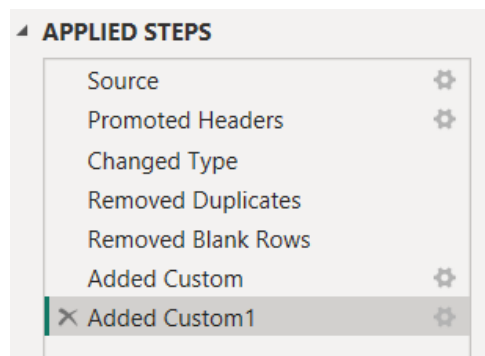 APPLIED STEPS
Source
Promoted Headers
Changed Type
Removed Duplicates
Removed Blank Rows
Added Custom
Added Custom1